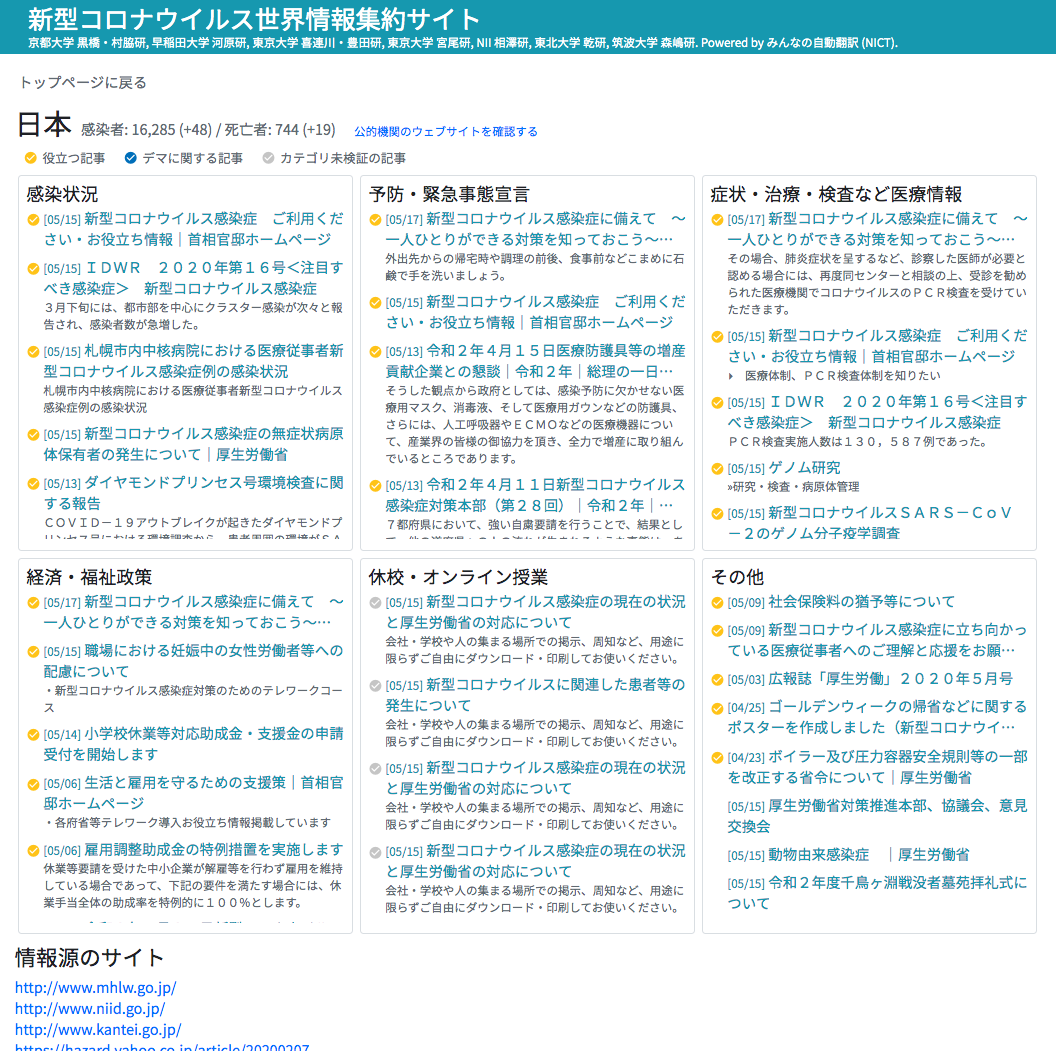 新型コロナウイルス世界情報集約サイト
京都大学 黒橋・村脇研, 早稲田大学 河原研, 東京大学 喜連川・豊田研, 東京大学 宮尾研, NII 相澤研, 東北大学 乾研, 筑波大学 森嶋研. Powered by みんなの自動翻訳 (NICT).
トップページに戻る
日本 感染者: 16,285 (+48) / 死亡者: 744 (+19) 公的機関のウェブサイトを確認する
役立つ記事 デマに関する記事 カテゴリ未検証の記事
感染状況
[05/15] 新型コロナウイルス感染症　ご利用くだ
さい・お役立ち情報｜首相官邸ホームページ
[05/15] ＩＤＷＲ　２０２０年第１６号＜注目す
べき感染症＞　新型コロナウイルス感染症
３月下旬には、都市部を中心にクラスター感染が次々と報
告され、感染者数が急増した。
[05/15] 札幌市内中核病院における医療従事者新
型コロナウイルス感染症例の感染状況
札幌市内中核病院における医療従事者新型コロナウイルス
感染症例の感染状況
[05/15] 新型コロナウイルス感染症の無症状病原
体保有者の発生について｜厚生労働省
[05/13] ダイヤモンドプリンセス号環境検査に関
する報告
ＣＯＶＩＤ－１９アウトブレイクが起きたダイヤモンドプ
予防・緊急事態宣言
[05/17] 新型コロナウイルス感染症に備えて　～
一人ひとりができる対策を知っておこう～…
外出先からの帰宅時や調理の前後、食事前などこまめに石
鹸で手を洗いましょう。
[05/15] 新型コロナウイルス感染症　ご利用くだ
さい・お役立ち情報｜首相官邸ホームページ
[05/13] 令和２年４月１５日医療防護具等の増産
貢献企業との懇談｜令和２年｜総理の一日…
そうした観点から政府としては、感染予防に欠かせない医
療用マスク、消毒液、そして医療用ガウンなどの防護具、
さらには、人工呼吸器やＥＣＭＯなどの医療機器につい
て、産業界の皆様の御協力を頂き、全力で増産に取り組ん
でいるところであります。
[05/13] 令和２年４月１１日新型コロナウイルス
感染症対策本部（第２８回）｜令和２年｜…
７都府県において、強い自粛要請を行うことで、結果とし
症状・治療・検査など医療情報
[05/17] 新型コロナウイルス感染症に備えて　～
一人ひとりができる対策を知っておこう～…
その場合、肺炎症状を呈するなど、診察した医師が必要と
認める場合には、再度同センターと相談の上、受診を勧め
られた医療機関でコロナウイルスのＰＣＲ検査を受けてい
ただきます。
[05/15] 新型コロナウイルス感染症　ご利用くだ
さい・お役立ち情報｜首相官邸ホームページ
医療体制、ＰＣＲ検査体制を知りたい
[05/15] ＩＤＷＲ　２０２０年第１６号＜注目す
べき感染症＞　新型コロナウイルス感染症
ＰＣＲ検査実施人数は１３０，５８７例であった。
[05/15] ゲノム研究
»研究・検査・病原体管理
[05/15] 新型コロナウイルスＳＡＲＳ－ＣｏＶ
－２のゲノム分子疫学調査
経済・福祉政策
[05/17] 新型コロナウイルス感染症に備えて　～
一人ひとりができる対策を知っておこう～…
[05/15] 職場における妊娠中の女性労働者等への
配慮について
・新型コロナウイルス感染症対策のためのテレワークコー
ス
[05/14] 小学校休業等対応助成金・支援金の申請
受付を開始します
[05/06] 生活と雇用を守るための支援策｜首相官
邸ホームページ
・各府省等テレワーク導入お役立ち情報掲載しています
[05/06] 雇用調整助成金の特例措置を実施します
休業等要請を受けた中小企業が解雇等を行わず雇用を維持
している場合であって、下記の要件を満たす場合には、休
業手当全体の助成率を特例的に１００％とします。
休校・オンライン授業
[05/15] 新型コロナウイルス感染症の現在の状況
と厚生労働省の対応について
会社・学校や人の集まる場所での掲示、周知など、用途に
限らずご自由にダウンロード・印刷してお使いください。
[05/15] 新型コロナウイルスに関連した患者等の
発生について
会社・学校や人の集まる場所での掲示、周知など、用途に
限らずご自由にダウンロード・印刷してお使いください。
[05/15] 新型コロナウイルス感染症の現在の状況
と厚生労働省の対応について
会社・学校や人の集まる場所での掲示、周知など、用途に
限らずご自由にダウンロード・印刷してお使いください。
[05/15] 新型コロナウイルス感染症の現在の状況
と厚生労働省の対応について
会社・学校や人の集まる場所での掲示、周知など、用途に
限らずご自由にダウンロード・印刷してお使いください。
その他
[05/09] 社会保険料の猶予等について
[05/09] 新型コロナウイルス感染症に立ち向かっ
ている医療従事者へのご理解と応援をお願…
[05/03] 広報誌「厚生労働」２０２０年５月号
[04/25] ゴールデンウィークの帰省などに関する
ポスターを作成しました（新型コロナウイ…
[04/23] ボイラー及び圧力容器安全規則等の一部
を改正する省令について｜厚生労働省
[05/15] 厚生労働省対策推進本部、協議会、意見
交換会
[05/15] 動物由来感染症　｜厚生労働省
[05/15] 令和２年度千鳥ヶ淵戦没者墓苑拝礼式に
ついて
情報源のサイト
http://www.mhlw.go.jp/
http://www.niid.go.jp/
http://www.kantei.go.jp/
https://hazard.yahoo.co.jp/article/20200207